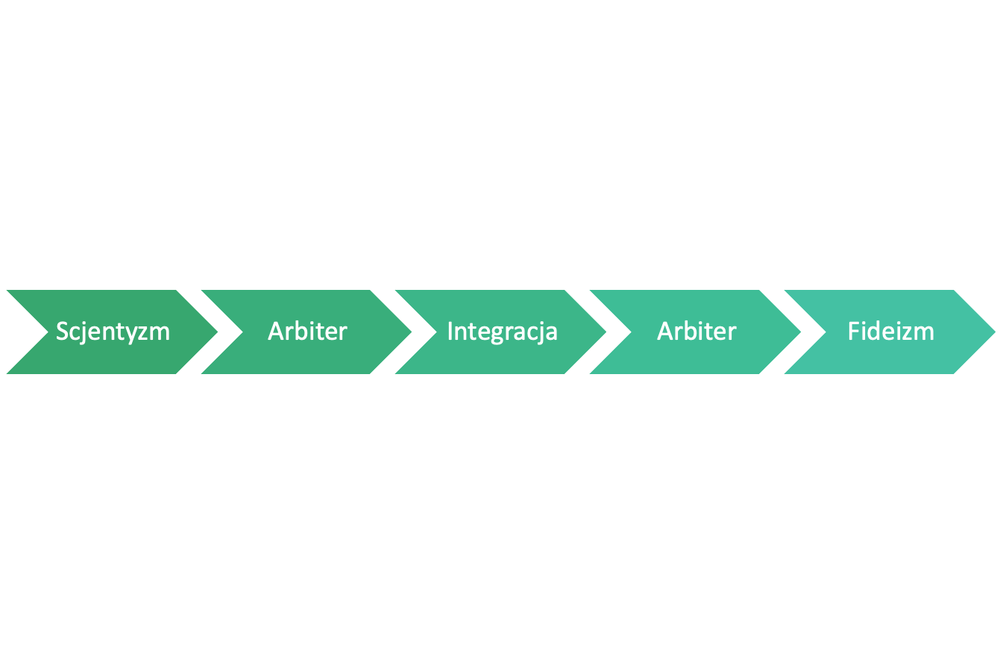 Scjentyzm
Arbiter
Integracja
Arbiter
Fideizm